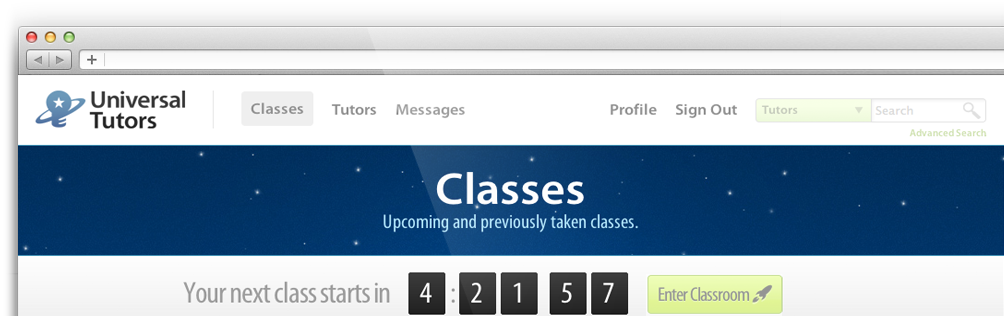 Universal
Tutors
Classes Tutors Messages Profile Sign Out Tutors Search
Advanced Search
Classes
Upcoming and previously taken classes.
Your next class starts in 4 : 2 1 5 7 Enter Classroom